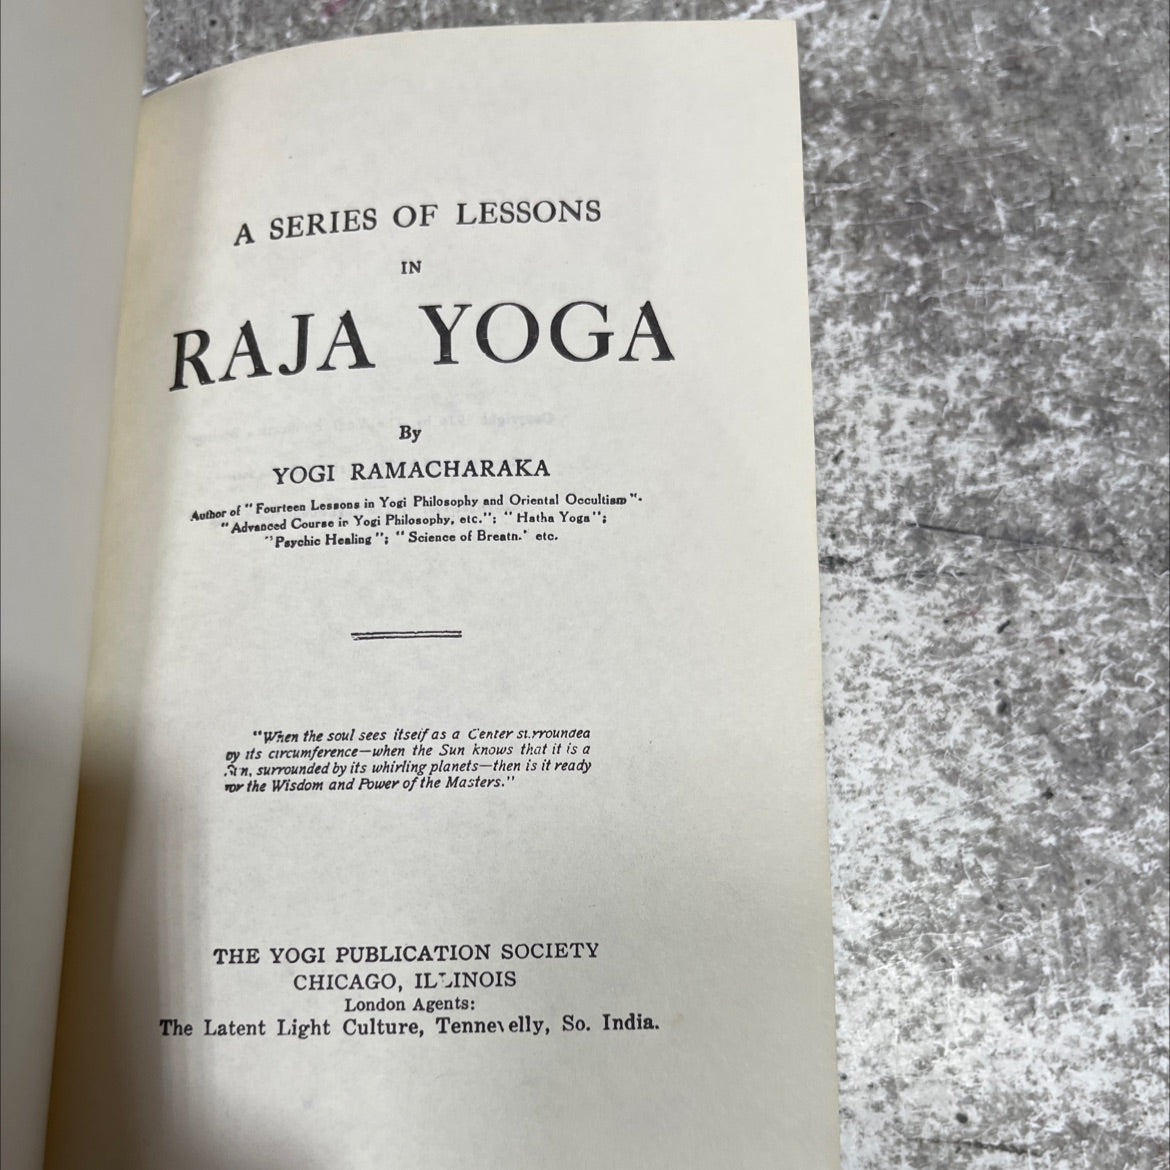 A SERIES OF LESSONS
IN
RAJA YOGA
By
YOGI RAMACHARAKA
Author of "Fourteen Lessons in Yogi Philosophy and Oriental Occultism".
"Advanced Course in Yogi Philosophy, etc."; "Hatha Yoga";
"Psychic Healing"; "Science of Breath." etc.
"When the soul sees itself as a Center surrounded
by its circumference—when the Sun knows that it is a
Sun, surrounded by its whirling planets—then is it ready
for the Wisdom and Power of the Masters."
THE YOGI PUBLICATION SOCIETY
CHICAGO, ILLINOIS
London Agents:
The Latent Light Culture, Tennevelly, So. India.